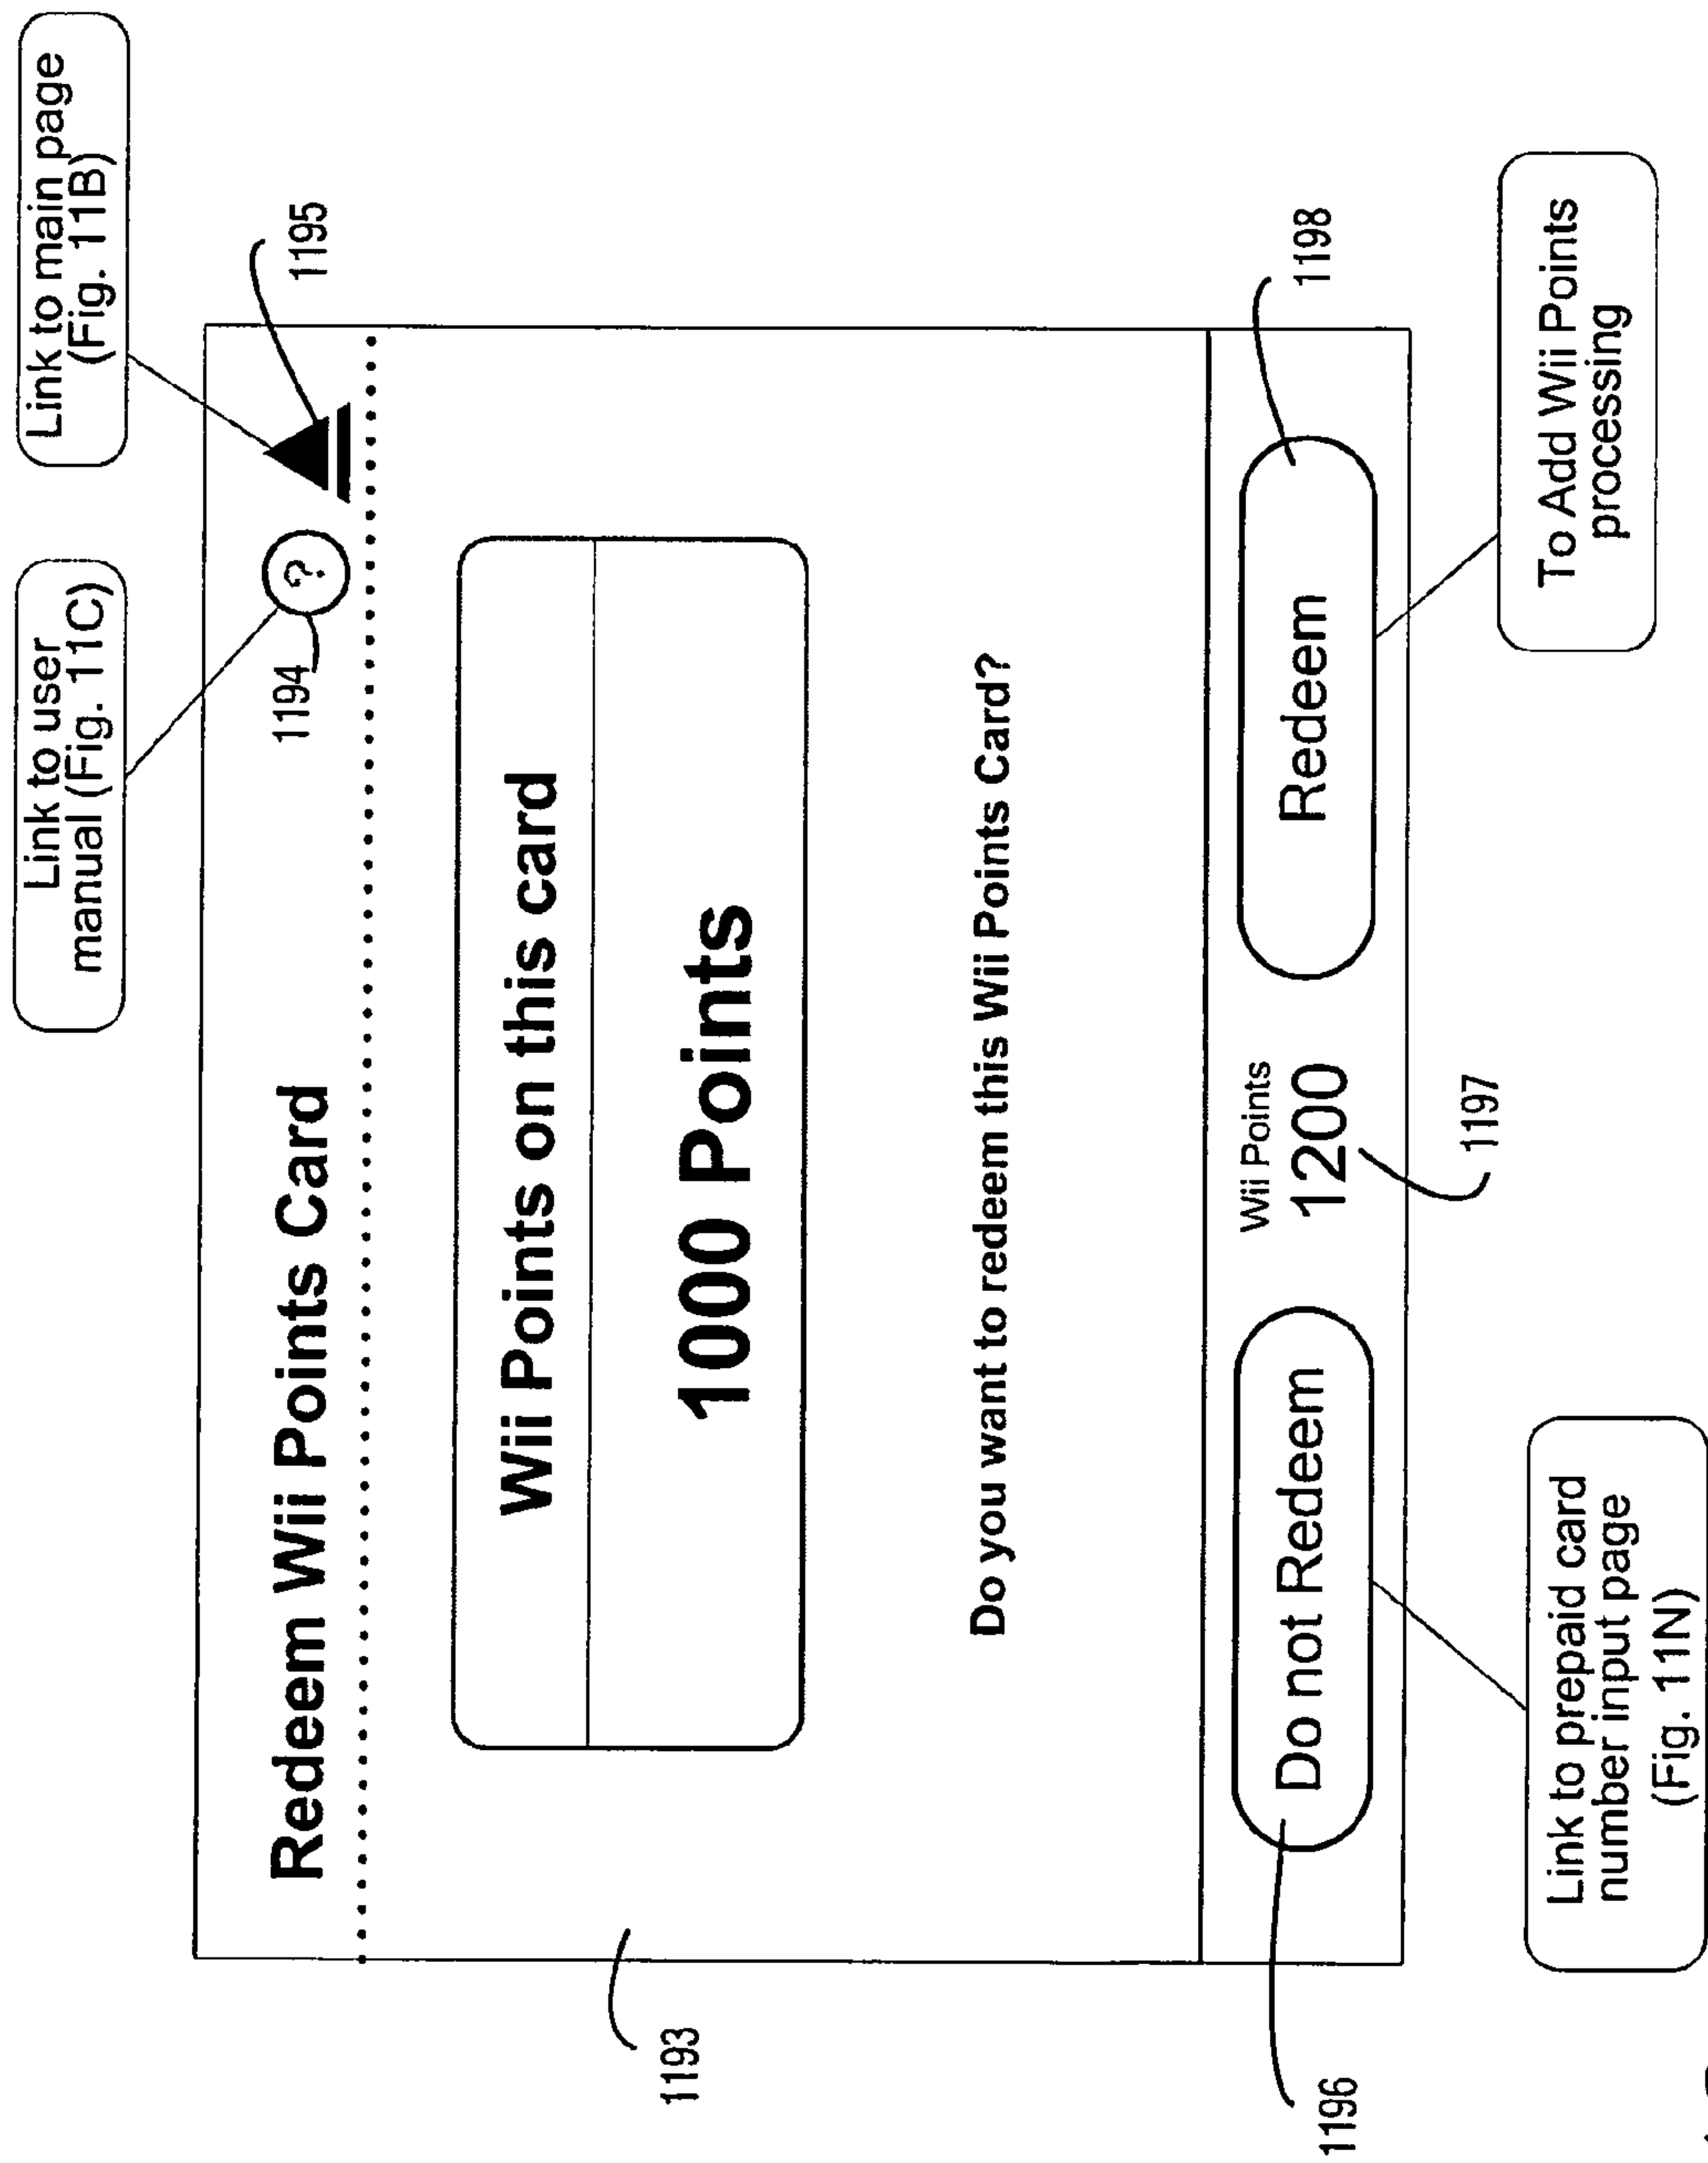 Link to user
manual (Fig. 11C)
Link to main page
(Fig. 11B)
Redeem Wii Points Card
1194
?
1195
Wii Points on this card
1000 Points
1193
Do you want to redeem this Wii Points Card?
Do not Redeem
Wii Points
1200
Redeem
1196
1197
1198
Link to prepaid card
number input page
(Fig. 11N)
To Add Wii Points
processing